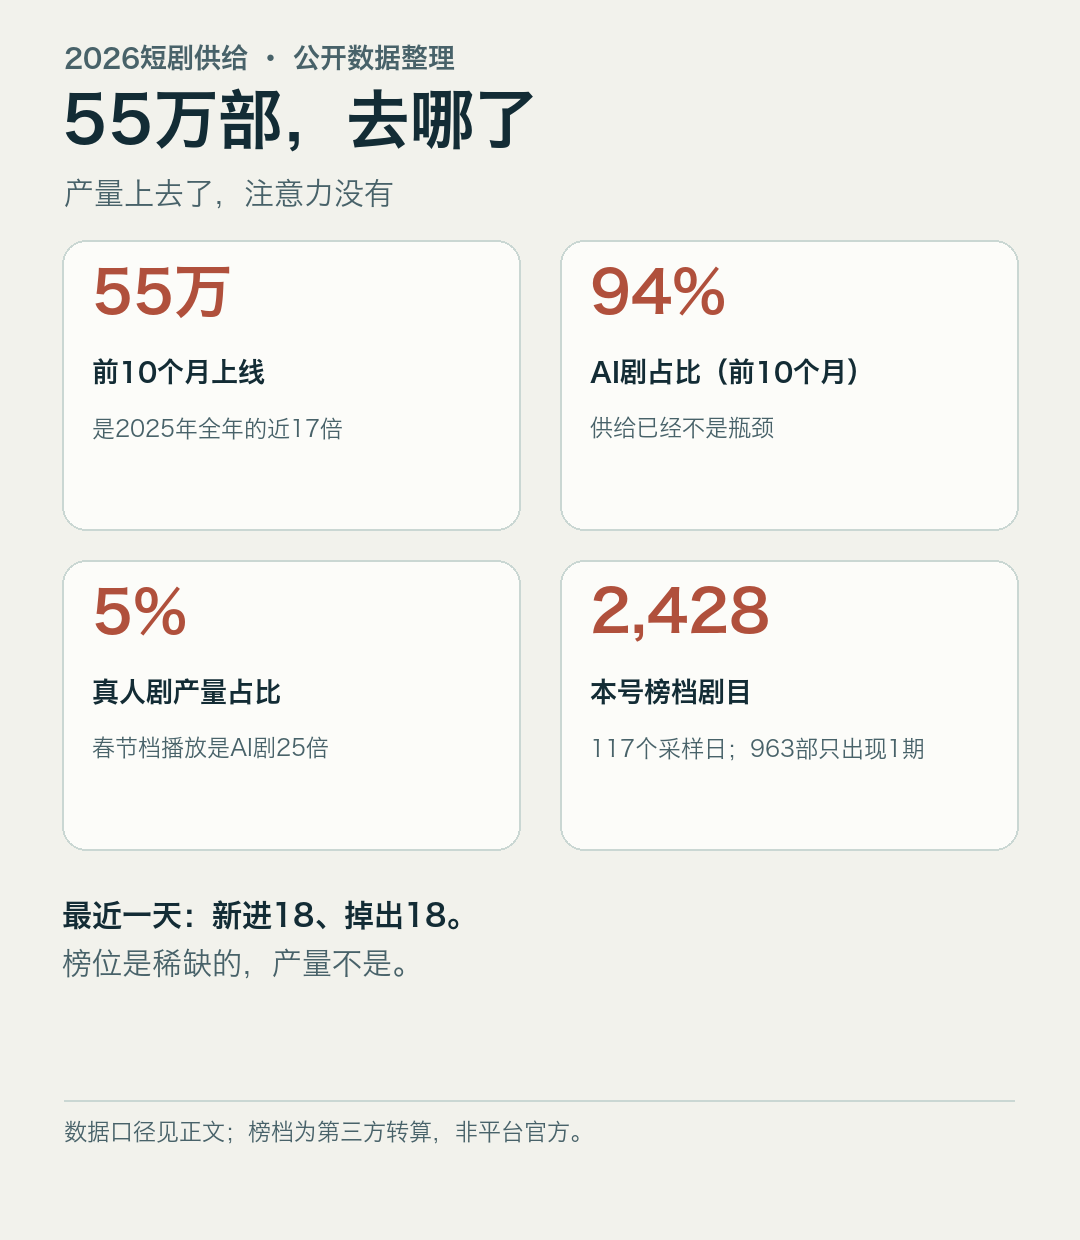 2026短剧供给 · 公开数据整理
55万部，去哪了
产量上去了，注意力没有
55万
前10个月上线
是2025年全年的近17倍
94%
AI剧占比（前10个月）
供给已经不是瓶颈
5%
真人剧产量占比
春节档播放是AI剧25倍
2,428
本号榜档剧目
117个采样日；963部只出现1期
最近一天：新进18、掉出18。
榜位是稀缺的，产量不是。
数据口径见正文；榜档为第三方转算，非平台官方。